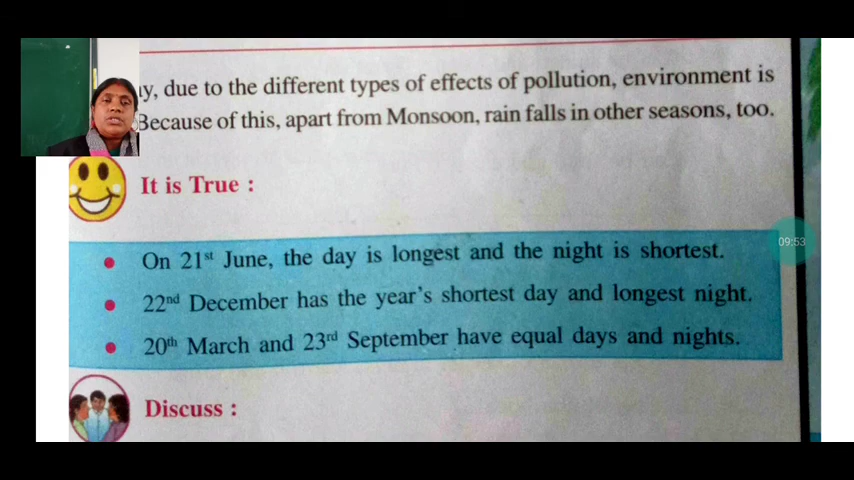 y, due to the different types of effects of pollution, environment is
Because of this, apart from Monsoon, rain falls in other seasons, too.
It is True :
09:53
• On 21st June, the day is longest and the night is shortest.
• 22nd December has the year's shortest day and longest night.
• 20th March and 23rd September have equal days and nights.
Discuss :